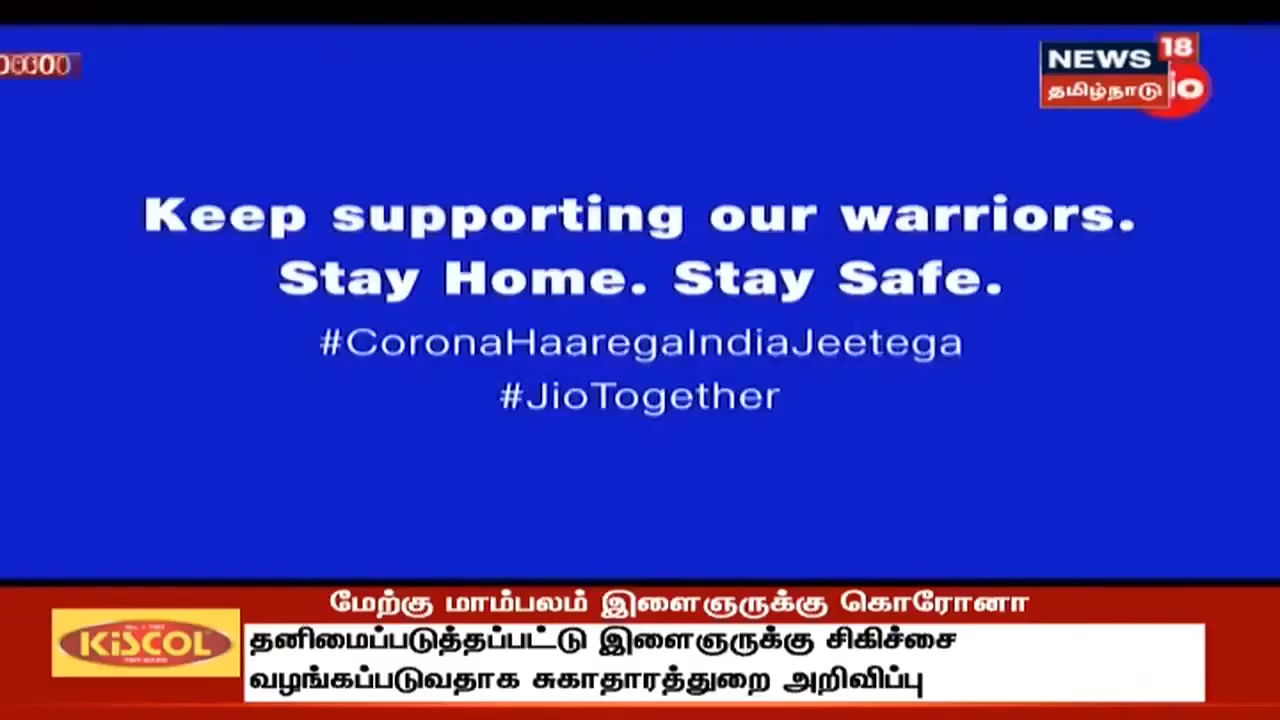 NEWS 18
தமிழ்நாடு
Keep supporting our warriors.
Stay Home. Stay Safe.
#CoronaHaaregaIndiaJeetega
#JioTogether
மேற்கு மாம்பலம் இளைஞருக்கு கொரோனா
KiSCOL
தனிமைப்படுத்தப்பட்டு இளைஞருக்கு சிகிச்சை
வழங்கப்படுவதாக சுகாதாரத்துறை அறிவிப்பு